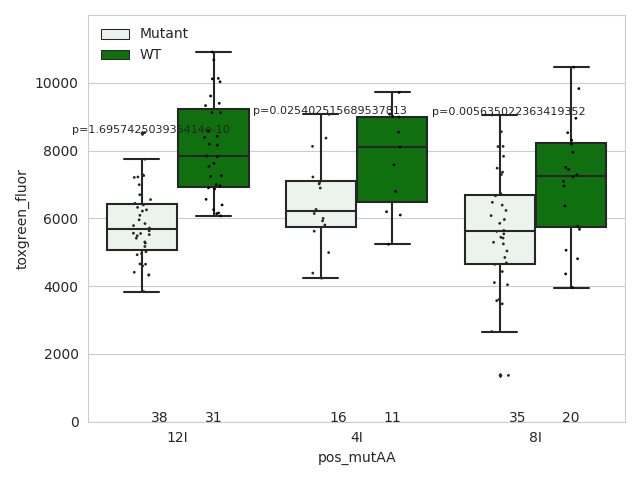 Mutant
WT
p=1.695742503936414e-10
p=0.025402515689537813
p=0.005635022363419352
toxgreen_fluor
10000
8000
6000
4000
2000
0
38 31 16 11 35 20
12I 4I 8I
pos_mutAA